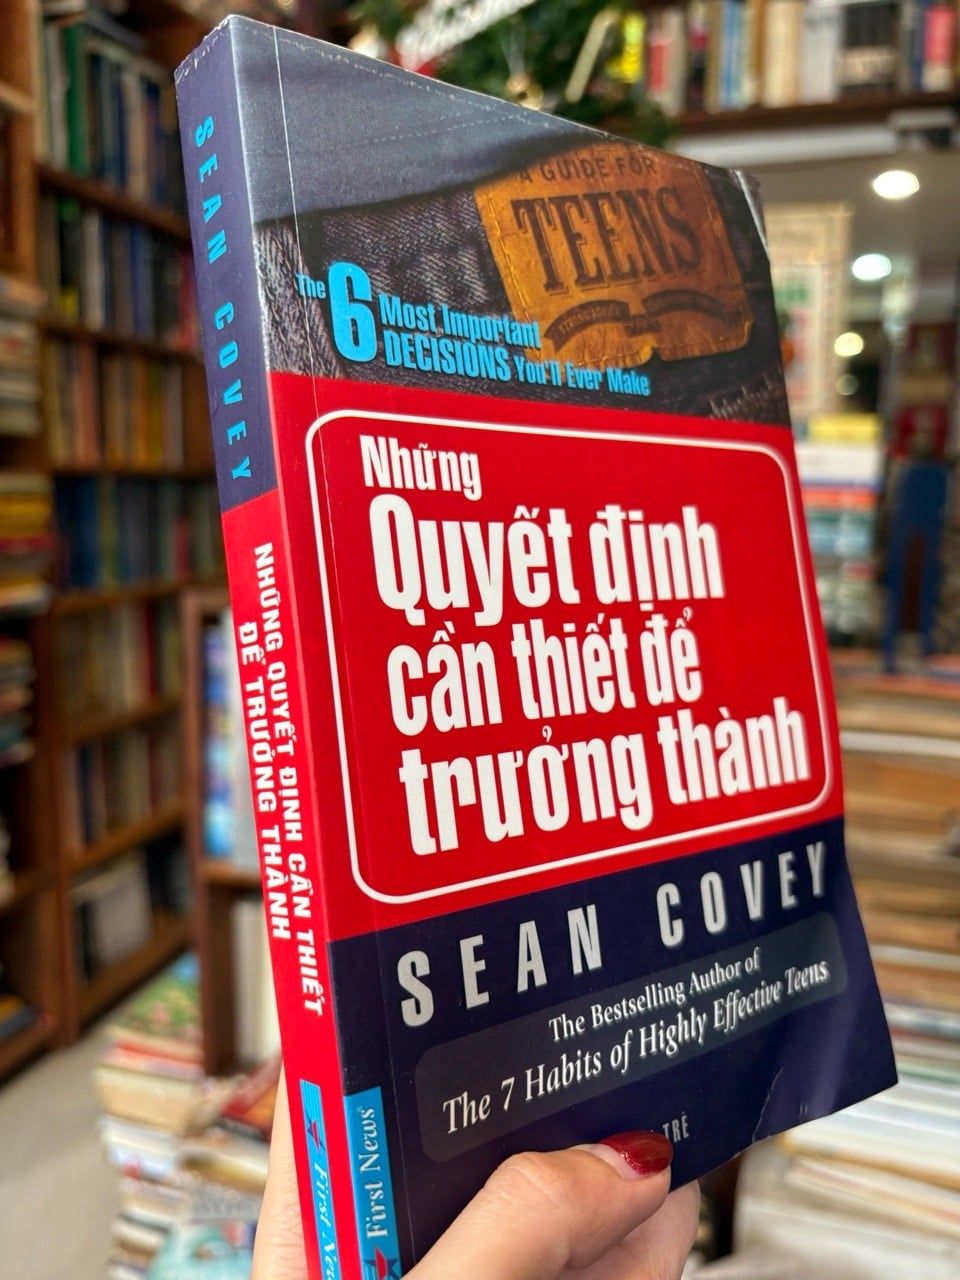 A GUIDE FOR
TEENS
The 6 Most Important
DECISIONS You'll Ever Make
Những
Quyết định
cần thiết để
trưởng thành
SEAN COVEY
The Bestselling Author of
The 7 Habits of Highly Effective Teens
TRẺ
First News
SEAN COVEY
NHỮNG QUYẾT ĐỊNH CẦN THIẾT
ĐỂ TRƯỞNG THÀNH
First News